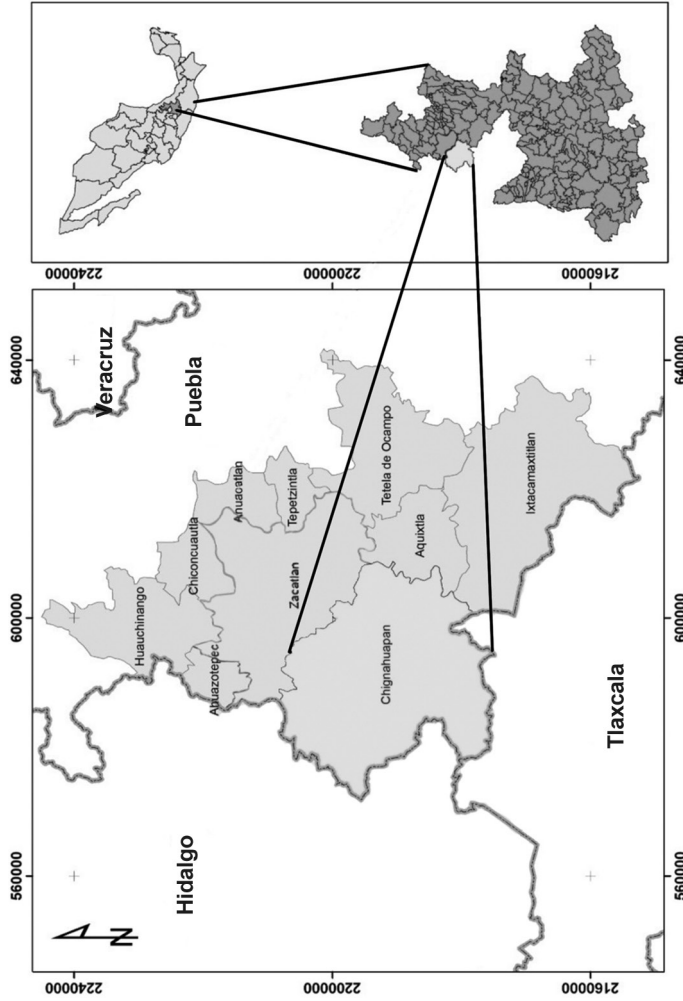 2240000
2200000
2160000
640000
640000
Veracruz
Puebla
Tetela de Ocampo
Ahuacatlan
Tepetzintla
Ixtacamaxtitlan
Chiconcuautla
Aquixtla
Huauchinango
Zacatlan
600000
600000
Ahuazotepec
Chignahuapan
Tlaxcala
Hidalgo
560000
560000
N
2240000
2200000
2160000